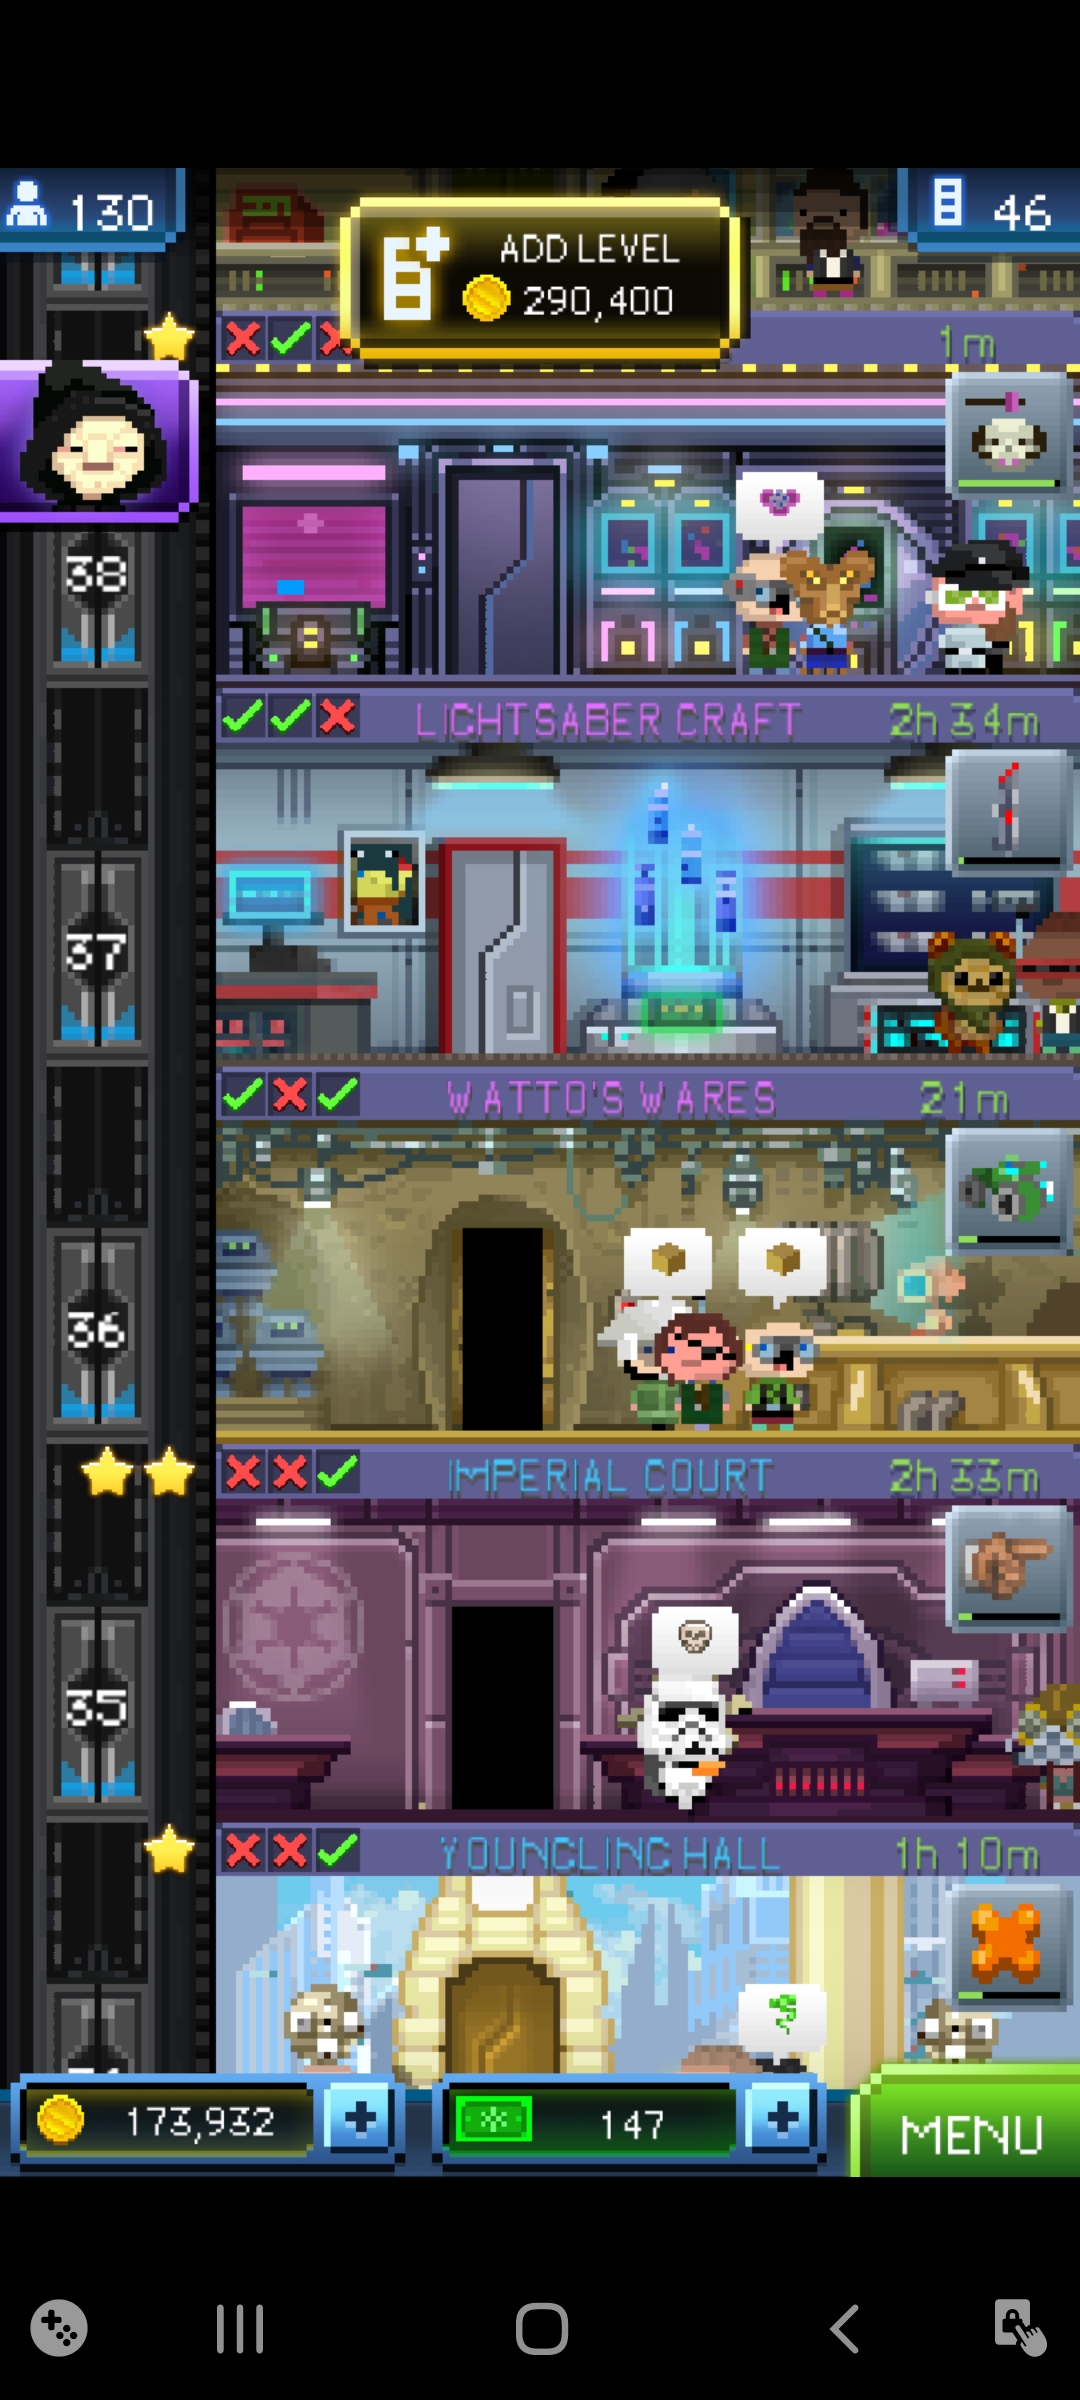 130
46
ADD LEVEL
290,400
1m
38
LIGHTSABER CRAFT 2h 34m
37
WATTO'S WARES 21m
36
IMPERIAL COURT 2h 33m
35
YOUNGLING HALL 1h 10m
173,932
147
MENU